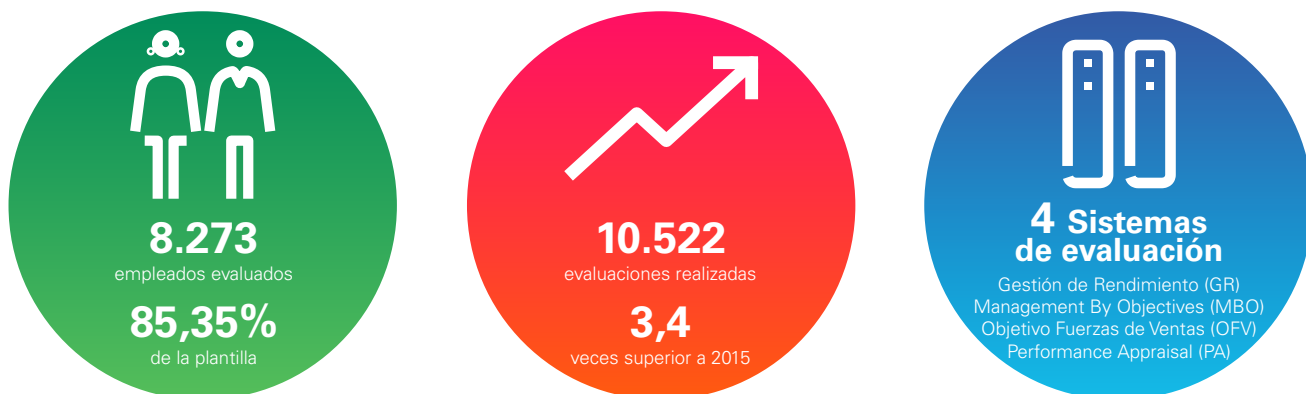 8.273
empleados evaluados
85,35%
de la plantilla
10.522
evaluaciones realizadas
3,4
veces superior a 2015
4 Sistemas
de evaluación
Gestión de Rendimiento (GR)
Management By Objectives (MBO)
Objetivo Fuerzas de Ventas (OFV)
Performance Appraisal (PA)